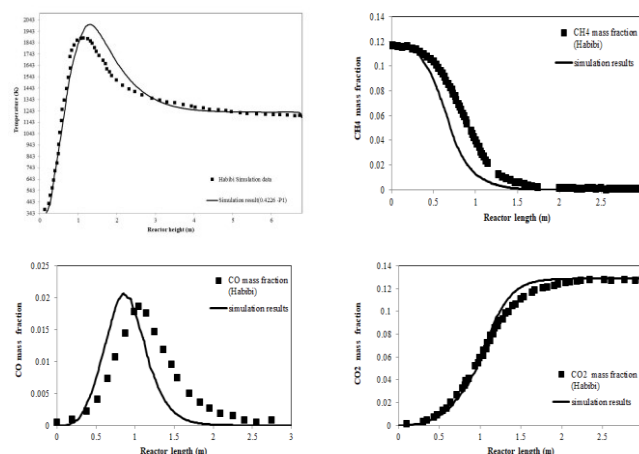 2043
1943
1843
1743
1643
1543
1443
1343
1243
1143
1043
943
843
743
643
543
443
343
Temperature (K)
Habibi Simulation data
Simulation result(0.4226 -P1)
0 1 2 3 4 5 6
Reactor height (m)
0.14
0.12
0.1
0.08
0.06
0.04
0.02
0
CH4 mass fraction
CH4 mass fraction
(Habibi)
simulation results
0 0.5 1 1.5 2 2.5
Reactor length (m)
0.025
0.02
0.015
0.01
0.005
0
CO mass fraction
CO mass fraction
(Habibi)
simulation results
0 0.5 1 1.5 2 2.5 3
Reactor length (m)
0.14
0.12
0.1
0.08
0.06
0.04
0.02
0
CO2 mass fraction
CO2 mass fraction
(Habibi)
simulation results
0 0.5 1 1.5 2 2.5
Reactor length (m)